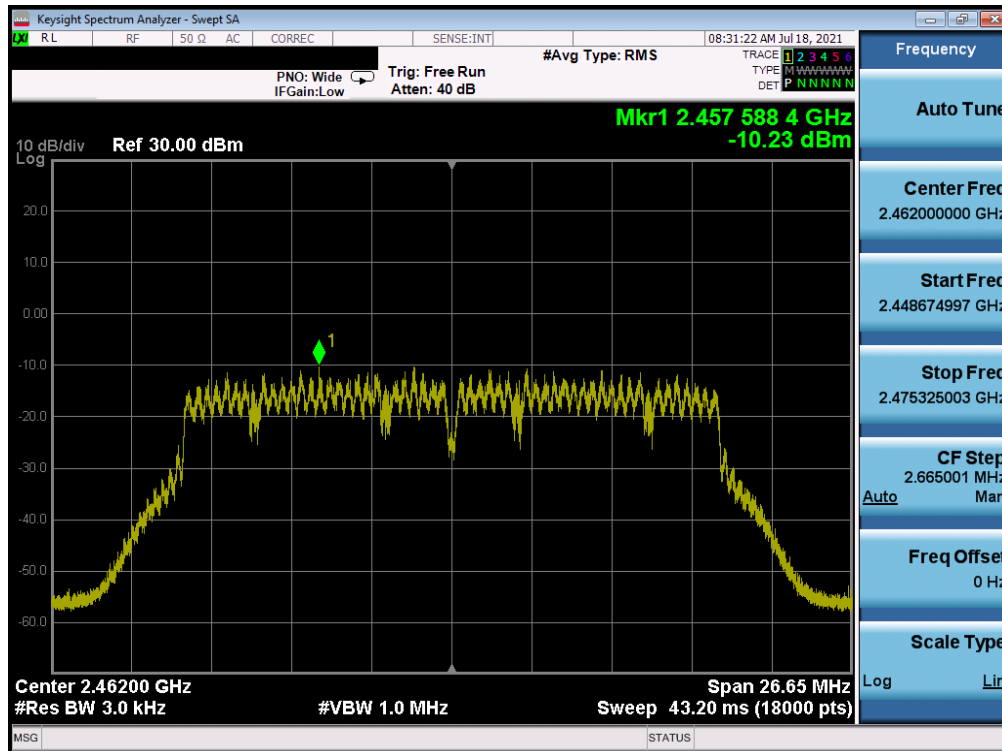 Keysight Spectrum Analyzer - Swept SA
LXI RL RF 50 Ω AC CORREC SENSE:INT 08:31:22 AM Jul 18, 2021
PNO: Wide
IFGain:Low
Trig: Free Run
Atten: 40 dB
#Avg Type: RMS
TRACE 1 2 3 4 5 6
TYPE M W W W W W
DET P N N N N N
Mkr1 2.457 588 4 GHz
-10.23 dBm
10 dB/div Ref 30.00 dBm
Log
1
20.0
10.0
0.00
-10.0
-20.0
-30.0
-40.0
-50.0
-60.0
Center 2.46200 GHz Span 26.65 MHz
#Res BW 3.0 kHz #VBW 1.0 MHz Sweep 43.20 ms (18000 pts)
MSG STATUS
Frequency
Auto Tune
Center Freq
2.462000000 GHz
Start Freq
2.448674997 GHz
Stop Freq
2.475325003 GHz
CF Step
2.665001 MHz
Auto Man
Freq Offset
0 Hz
Scale Type
Log Lin